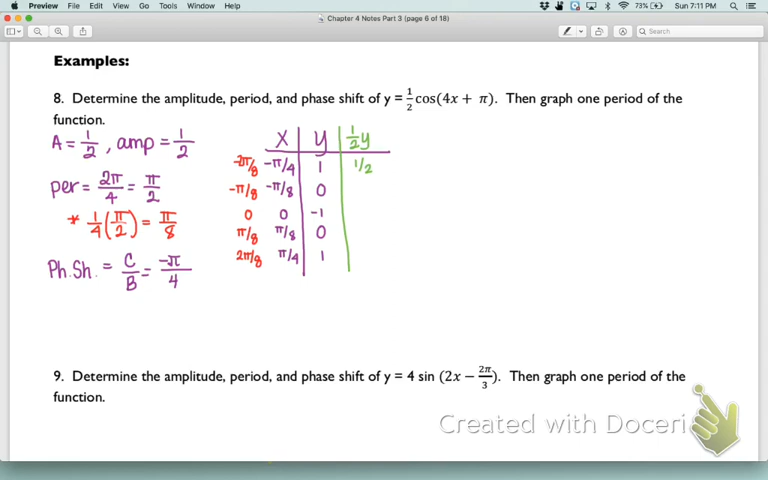 Preview File Edit View Go Tools Window Help 73% Sun 7:11 PM
Chapter 4 Notes Part 3 (page 6 of 18)
Search
Examples:
8. Determine the amplitude, period, and phase shift of y = 1/2 cos(4x + π). Then graph one period of the
function.
A = 1/2, amp = 1/2
per = 2π/4 = π/2
* 1/4 (π/2) = π/8
Ph.Sh. = C/B = -π/4
X y 1/2 y
-2π/8 -π/4 1 1/2
-π/8 -π/8 0
0 0 -1
π/8 π/8 0
2π/8 π/4 1
9. Determine the amplitude, period, and phase shift of y = 4 sin (2x − 2π/3). Then graph one period of the
function.
Created with Doceri